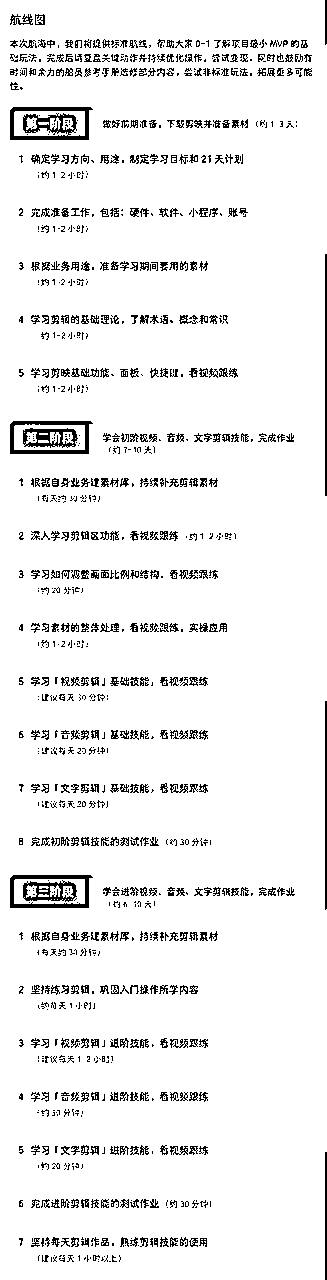 航线图
本次航海中，我们将提供标准航线，帮助大家 0-1 了解项目最小 MVP 的基
础玩法，完成后请复盘关键动作并持续优化操作，尝试变现。同时也鼓励有
时间和余力的船员参考手册选修部分内容，尝试非标准玩法，拓展更多可能
性。
第一阶段 做好前期准备，下载剪映并准备素材（约 1-3 天）
1 确定学习方向、用途，制定学习目标和 21 天计划
（约 1-2 小时）
2 完成准备工作，包括：硬件、软件、小程序、账号
（约 1-2 小时）
3 根据业务用途，准备学习期间要用的素材
（约 1-2 小时）
4 学习剪辑的基础理论，了解术语、概念和常识
（约 1-2 小时）
5 学习剪映基础功能、面板、快捷键，看视频跟练
（约 1-2 小时）
第二阶段 学会初阶视频、音频、文字剪辑技能，完成作业
（约 7-10 天）
1 根据自身业务建素材库，持续补充剪辑素材
（每天约 30 分钟）
2 深入学习剪辑区功能，看视频跟练（约 1-2 小时）
3 学习如何调整画面比例和结构，看视频跟练
（约 20 分钟）
4 学习素材的整体处理，看视频跟练，实操应用
（约 1-2 小时）
5 学习「视频剪辑」基础技能，看视频跟练
（建议每天 30 分钟）
6 学习「音频剪辑」基础技能，看视频跟练
（建议每天 20 分钟）
7 学习「文字剪辑」基础技能，看视频跟练
（建议每天 20 分钟）
8 完成初阶剪辑技能的测试作业（约 30 分钟）
第三阶段 学会进阶视频、音频、文字剪辑技能，完成作业
（约 6-10 天）
1 根据自身业务建素材库，持续补充剪辑素材
（每天约 30 分钟）
2 坚持练习剪辑，巩固入门操作所学内容
（约每天 1 小时）
3 学习「视频剪辑」进阶技能，看视频跟练
（建议每天 1-2 小时）
4 学习「音频剪辑」进阶技能，看视频跟练
（约 30 分钟）
5 学习「文字剪辑」进阶技能，看视频跟练
（约 20 分钟）
6 完成进阶剪辑技能的测试作业（约 30 分钟）
7 坚持每天剪辑作品，熟练剪辑技能的使用
（建议每天 1 小时以上）